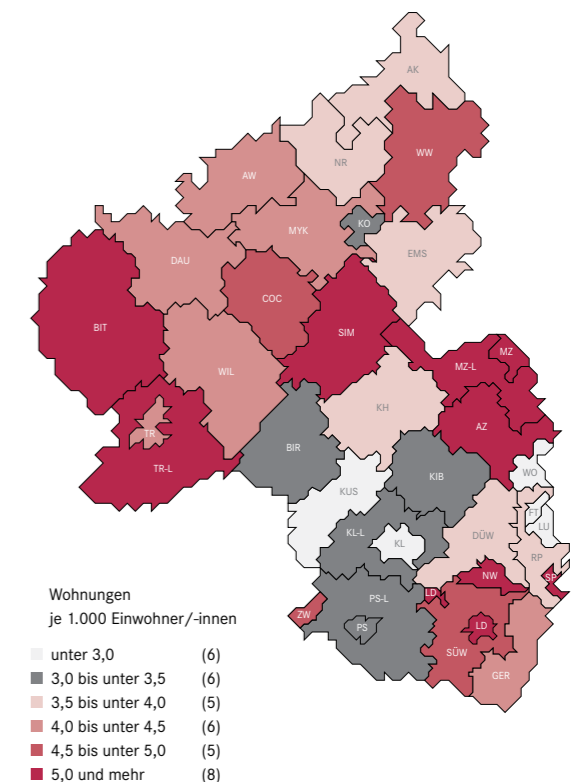 AK
NR
WW
AW
MYK
KO
EMS
DAU
COC
BIT
SIM
WIL
MZ
MZ-L
KH
AZ
TR
TR-L
BIR
KIB
WO
KUS
FT
LU
KL-L
KL
DÜW
RP
NW
SP
LD
PS-L
ZW
PS
LD
SÜW
GER
Wohnungen
je 1.000 Einwohner/-innen
unter 3,0 (6)
3,0 bis unter 3,5 (6)
3,5 bis unter 4,0 (5)
4,0 bis unter 4,5 (6)
4,5 bis unter 5,0 (5)
5,0 und mehr (8)